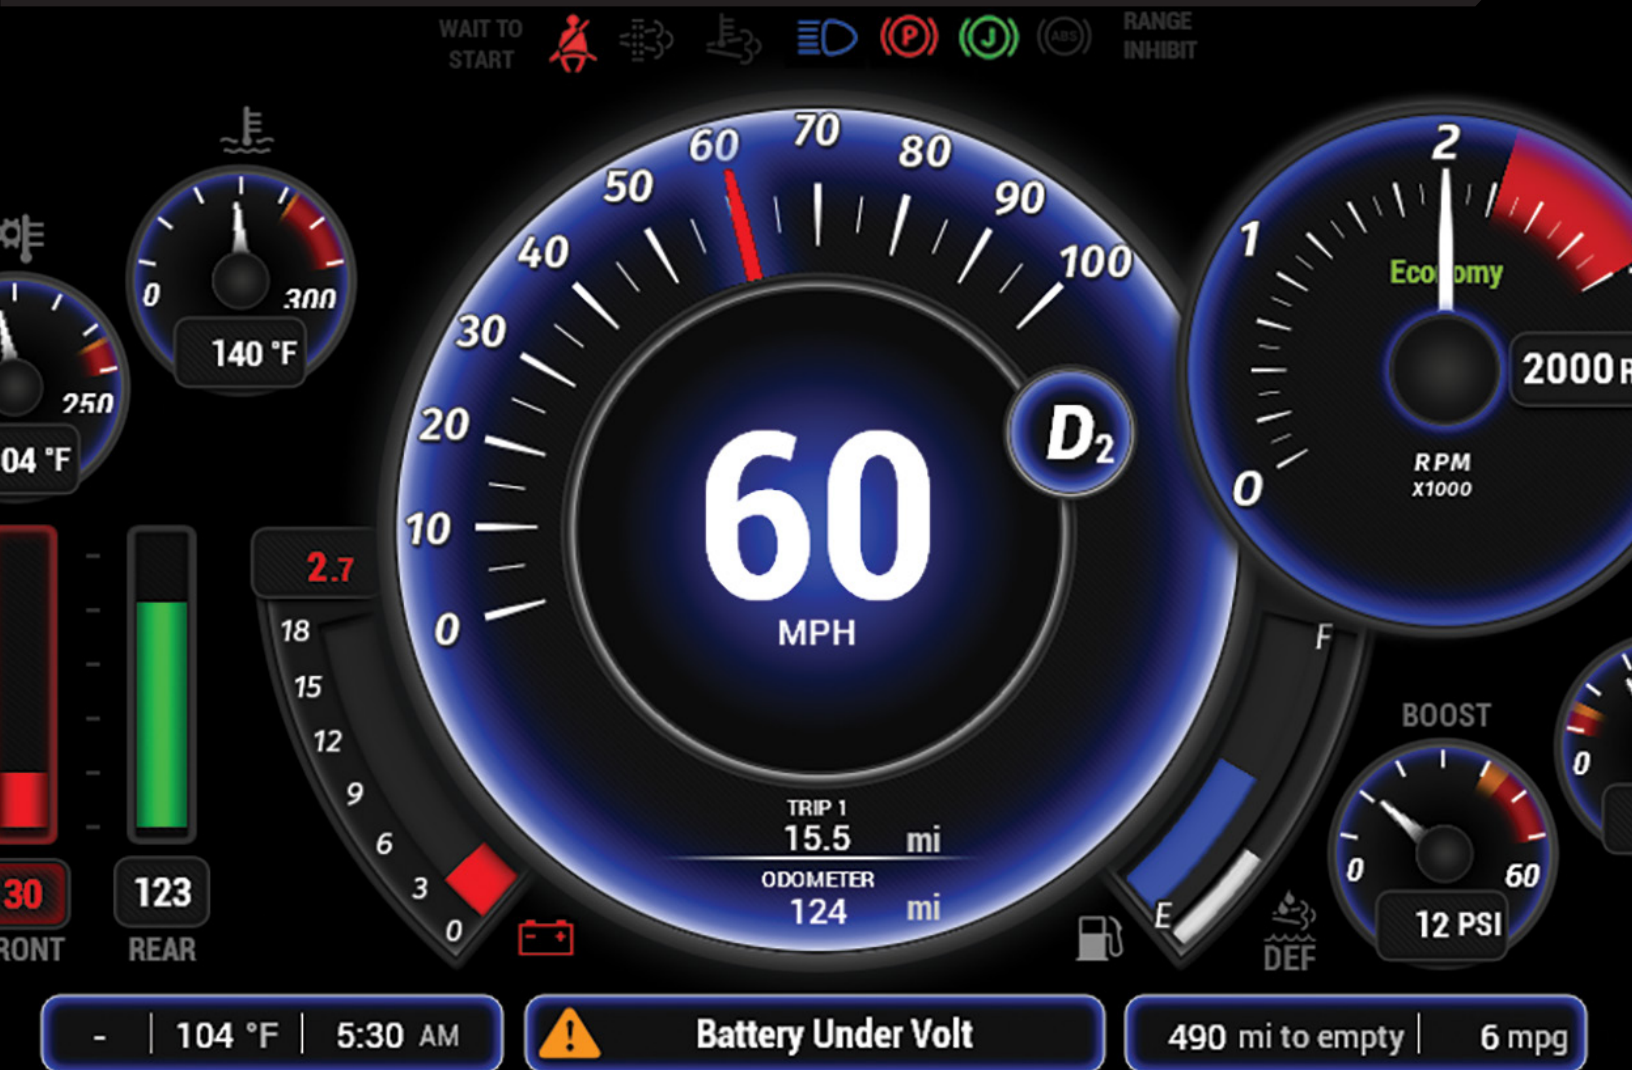 WAIT TO
START
P
J
ABS
RANGE
INHIBIT
0
300
140 °F
250
04 °F
0
10
20
30
40
50
60
70
80
90
100
60
MPH
D2
0
1
2
Economy
2000 R
RPM
X1000
TRIP 1
15.5 mi
ODOMETER
124 mi
2.7
18
15
12
9
6
3
0
30
RONT
123
REAR
F
E
DEF
BOOST
0
60
12 PSI
0
- 104 °F 5:30 AM
Battery Under Volt
490 mi to empty 6 mpg